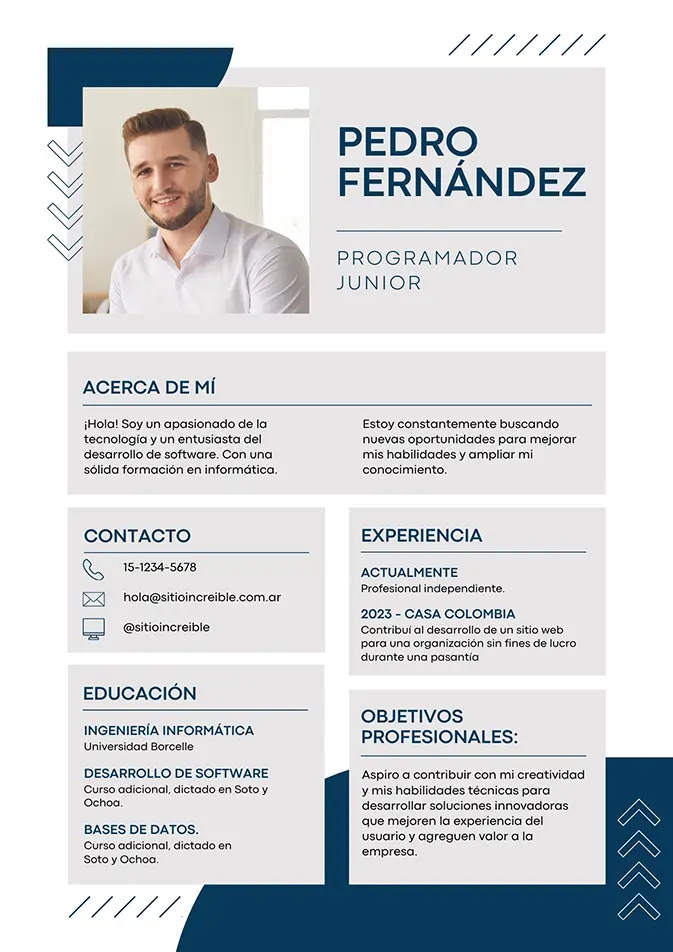 PEDRO
FERNÁNDEZ
PROGRAMADOR
JUNIOR
ACERCA DE MÍ
¡Hola! Soy un apasionado de la
tecnología y un entusiasta del
desarrollo de software. Con una
sólida formación en informática.
Estoy constantemente buscando
nuevas oportunidades para mejorar
mis habilidades y ampliar mi
conocimiento.
CONTACTO
15-1234-5678
hola@sitioincreible.com.ar
@sitioincreible
EDUCACIÓN
INGENIERÍA INFORMÁTICA
Universidad Borcelle
DESARROLLO DE SOFTWARE
Curso adicional, dictado en Soto y
Ochoa.
BASES DE DATOS.
Curso adicional, dictado en
Soto y Ochoa.
EXPERIENCIA
ACTUALMENTE
Profesional independiente.
2023 - CASA COLOMBIA
Contribuí al desarrollo de un sitio web
para una organización sin fines de lucro
durante una pasantía
OBJETIVOS
PROFESIONALES:
Aspiro a contribuir con mi creatividad
y mis habilidades técnicas para
desarrollar soluciones innovadoras
que mejoren la experiencia del
usuario y agreguen valor a la
empresa.